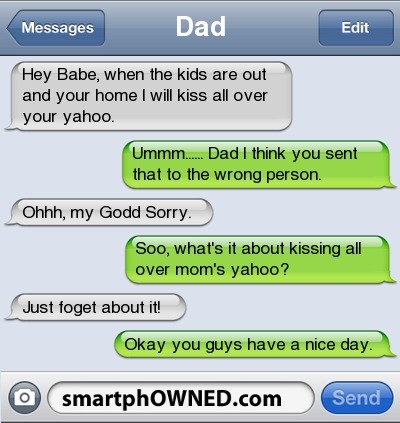 Messages
Dad
Edit
Hey Babe, when the kids are out
and your home I will kiss all over
your yahoo.
Ummm...... Dad I think you sent
that to the wrong person.
Ohhh, my Godd Sorry.
Soo, what's it about kissing all
over mom's yahoo?
Just foget about it!
Okay you guys have a nice day.
smartphOWNED.com
Send